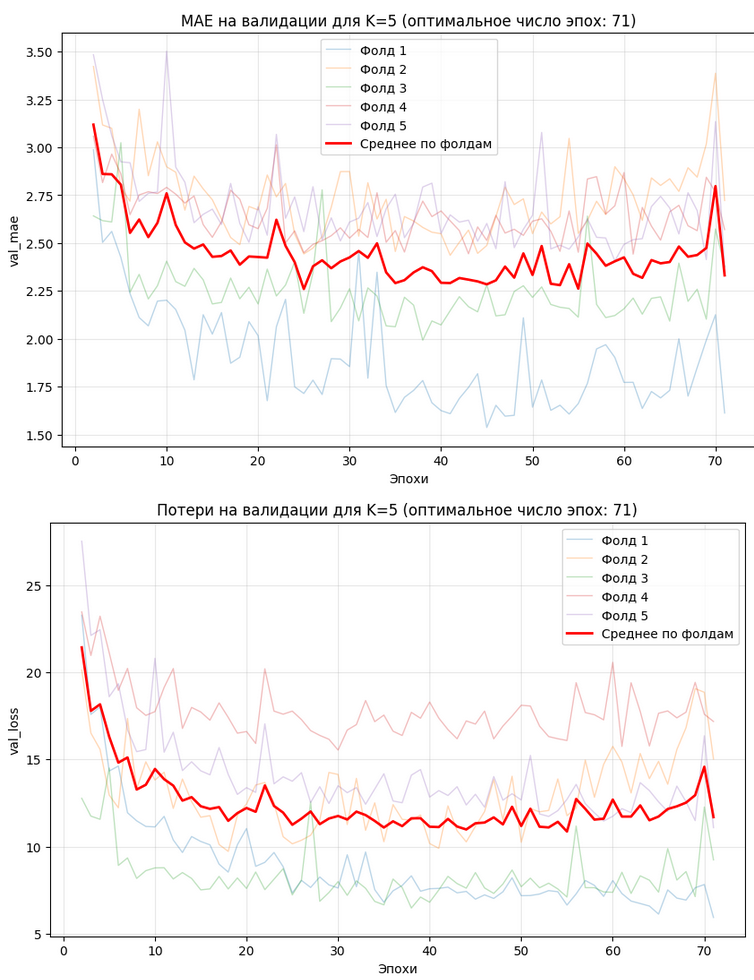 MAE на валидации для K=5 (оптимальное число эпох: 71)
Фолд 1
Фолд 2
Фолд 3
Фолд 4
Фолд 5
Среднее по фолдам
val_mae
3.50
3.25
3.00
2.75
2.50
2.25
2.00
1.75
1.50
0 10 20 30 40 50 60 70
Эпохи
Потери на валидации для K=5 (оптимальное число эпох: 71)
Фолд 1
Фолд 2
Фолд 3
Фолд 4
Фолд 5
Среднее по фолдам
val_loss
25
20
15
10
5
0 10 20 30 40 50 60 70
Эпохи